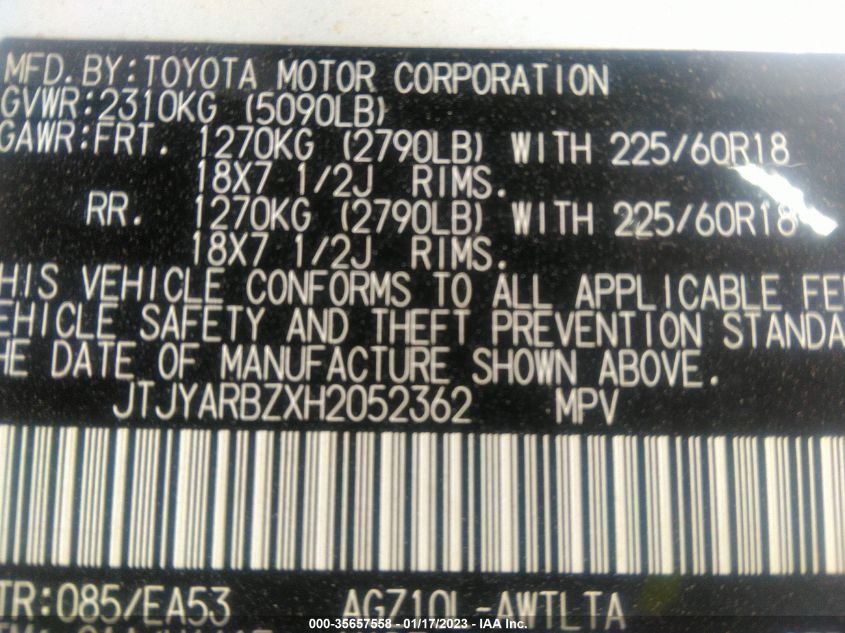 MFD. BY: TOYOTA MOTOR CORPORATION
GVWR: 2310KG (5090LB)
GAWR: FRT. 1270KG (2790LB) WITH 225/60R18
18X7 1/2J RIMS.
RR. 1270KG (2790LB) WITH 225/60R18
18X7 1/2J RIMS.
HIS VEHICLE CONFORMS TO ALL APPLICABLE FE
EHICLE SAFETY AND THEFT PREVENTION STANDA
HE DATE OF MANUFACTURE SHOWN ABOVE.
JTJYARBZXH2052362 MPV
TR: 085/EA53 AGZ10L-AWTLTA
000-35657558 - 01/17/2023 - IAA Inc.